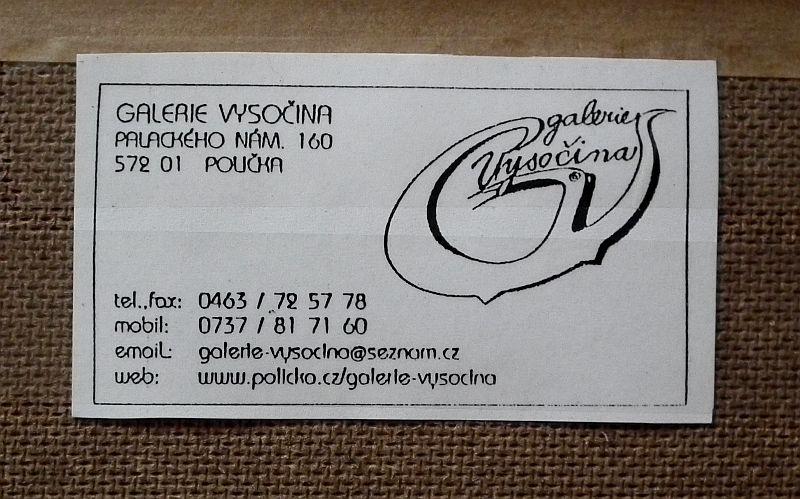 GALERIE VYSOČINA
PALACKÉHO NÁM. 160
572 01 POLIČKA
galerie
Vysočina
®
tel.,fax: 0463 / 72 57 78
mobil: 0737 / 81 71 60
email: galerie-vysocina@seznam.cz
web: www.policka.cz/galerie-vysocina